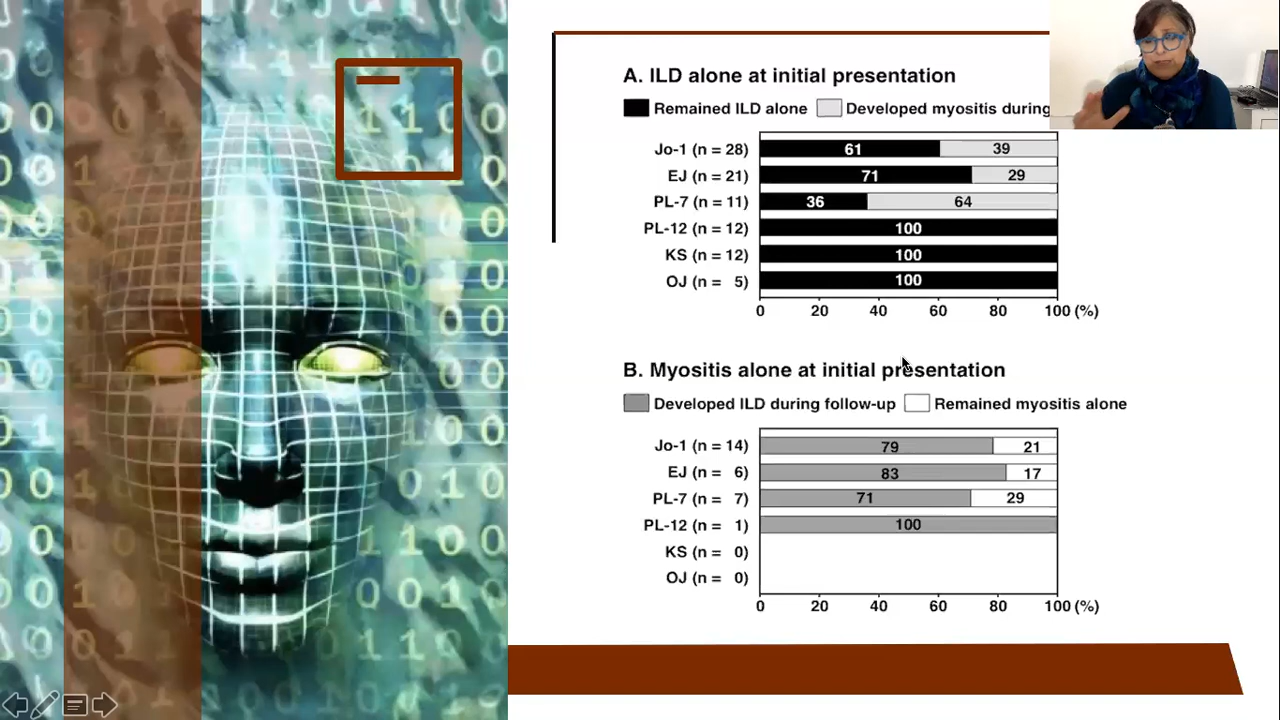 A. ILD alone at initial presentation
Remained ILD alone Developed myositis during
Jo-1 (n = 28) 61 39
EJ (n = 21) 71 29
PL-7 (n = 11) 36 64
PL-12 (n = 12) 100
KS (n = 12) 100
OJ (n = 5) 100
0 20 40 60 80 100 (%)
B. Myositis alone at initial presentation
Developed ILD during follow-up Remained myositis alone
Jo-1 (n = 14) 79 21
EJ (n = 6) 83 17
PL-7 (n = 7) 71 29
PL-12 (n = 1) 100
KS (n = 0)
OJ (n = 0)
0 20 40 60 80 100 (%)